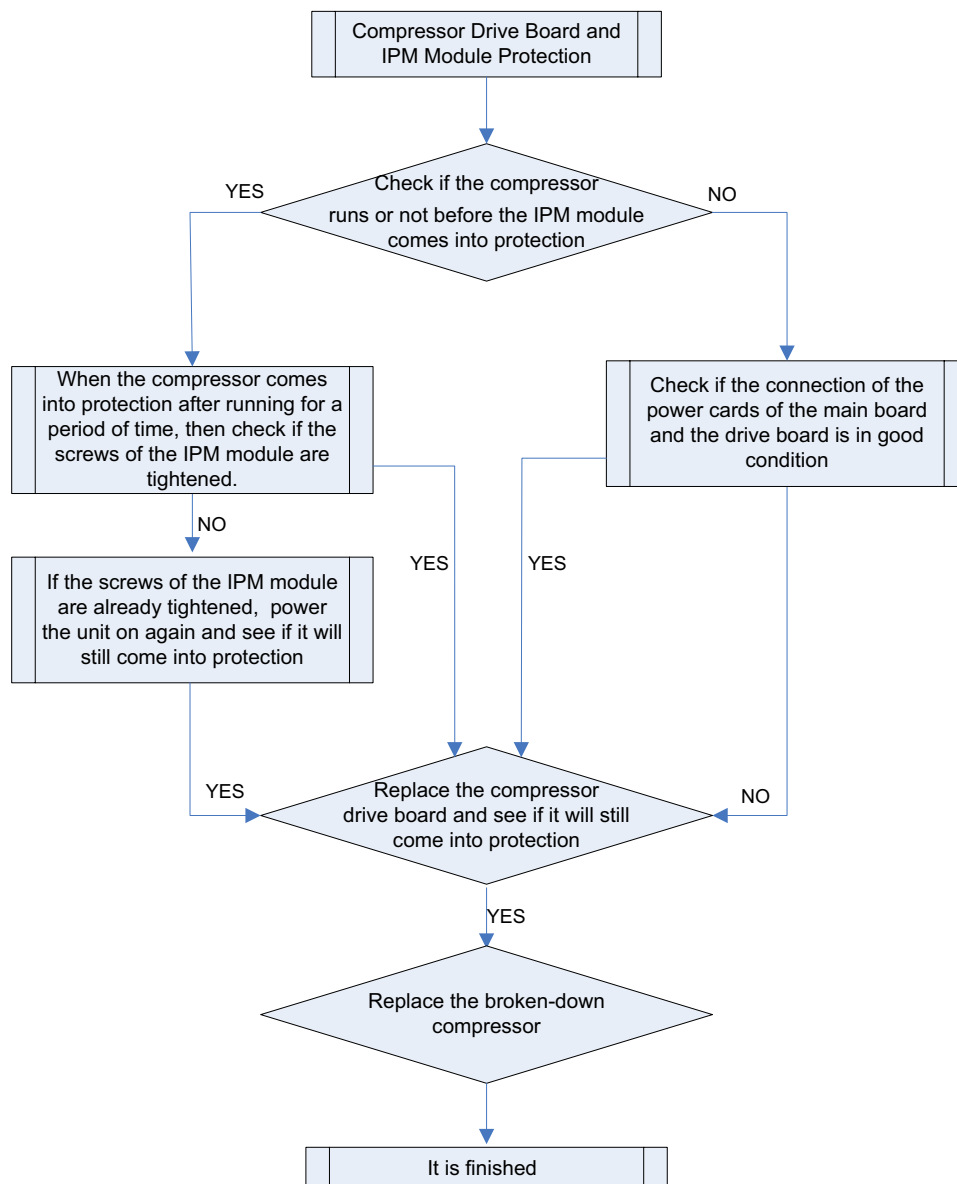 Compressor Drive Board and
IPM Module Protection
Check if the compressor
runs or not before the IPM module
comes into protection
YES
NO
When the compressor comes
into protection after running for a
period of time, then check if the
screws of the IPM module are
tightened.
Check if the connection of the
power cards of the main board
and the drive board is in good
condition
NO
YES
YES
If the screws of the IPM module
are already tightened,  power
the unit on again and see if it will
still come into protection
YES
NO
Replace the compressor
drive board and see if it will still
come into protection
YES
Replace the broken-down
compressor
It is finished